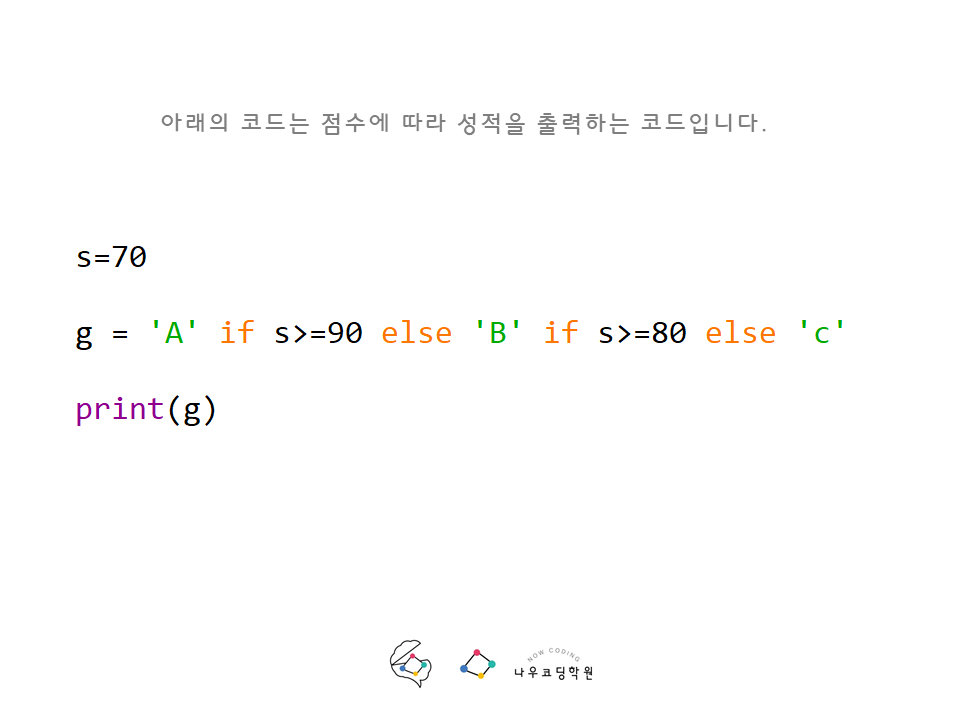 아래의 코드는 점수에 따라 성적을 출력하는 코드입니다.
s=70
g = 'A' if s>=90 else 'B' if s>=80 else 'c'
print(g)
NOW CODING
나우코딩학원